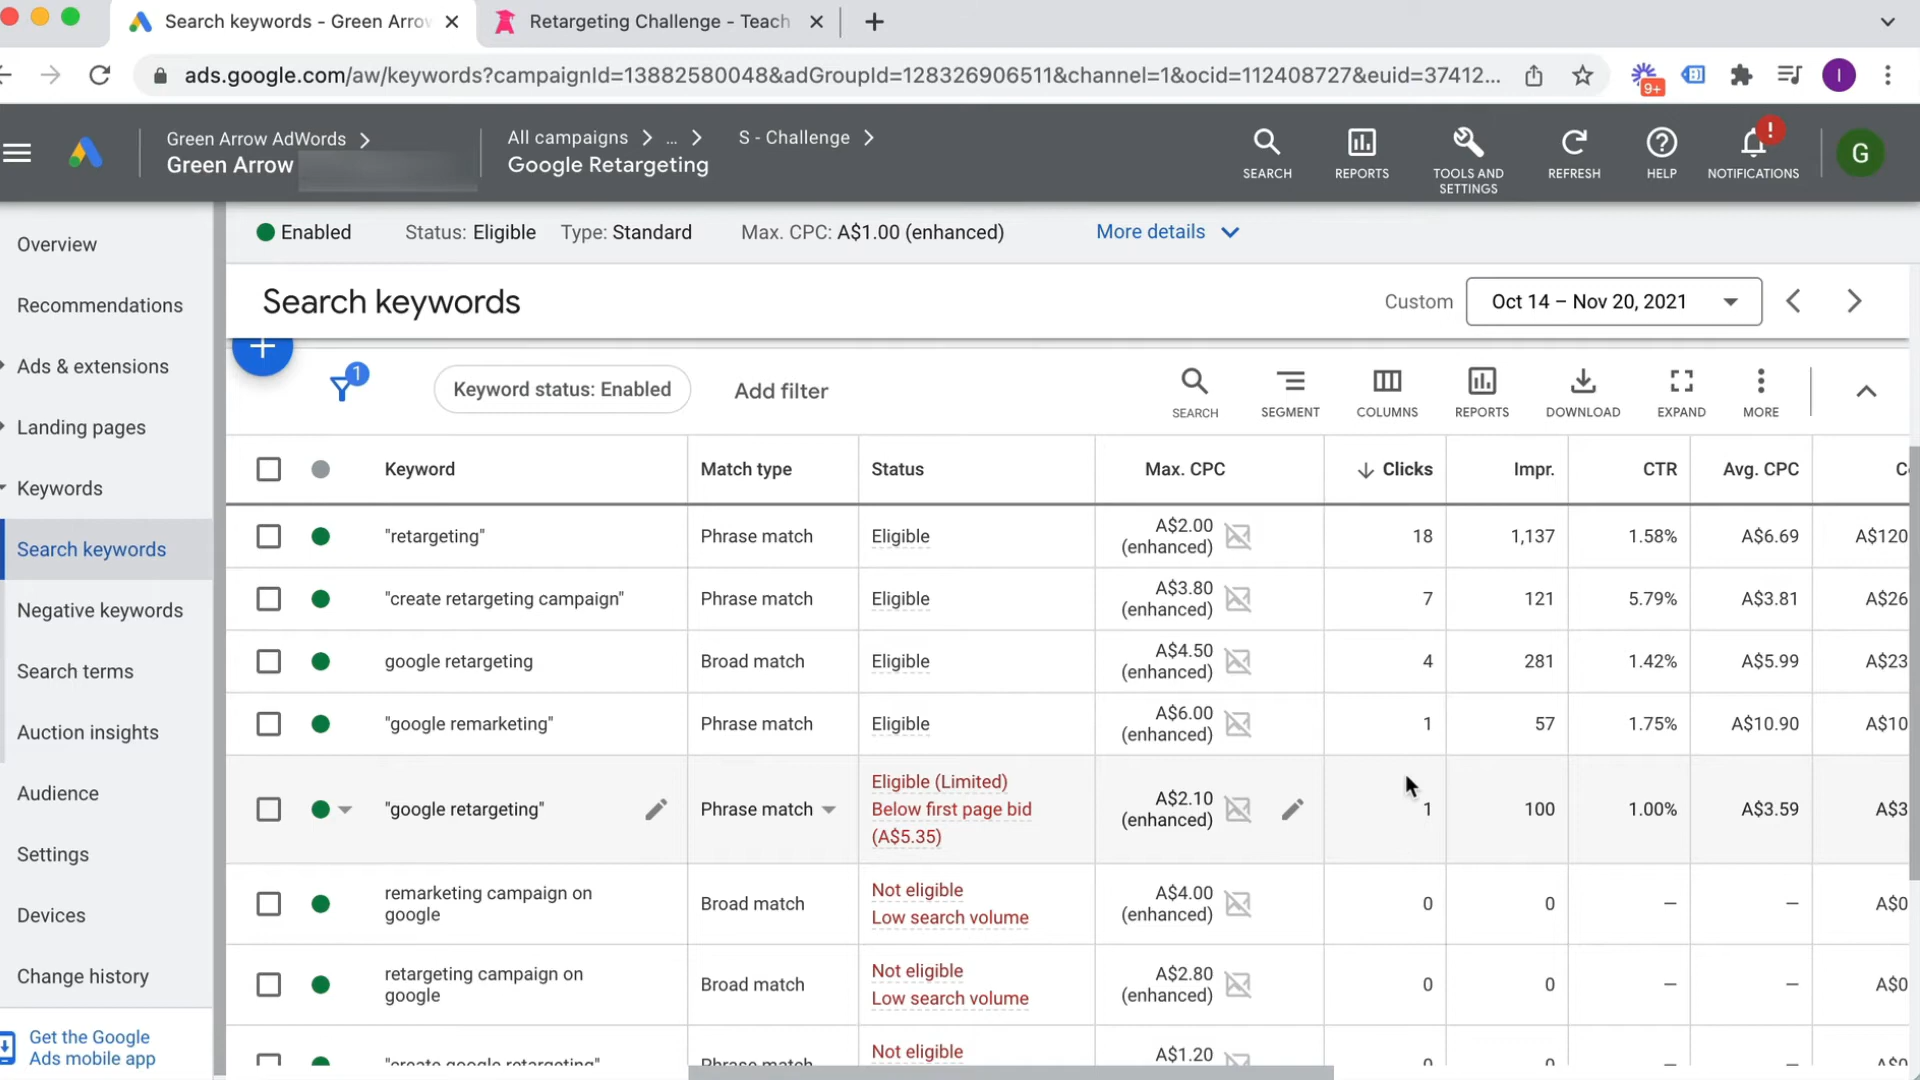 Search keywords - Green Arrow
Retargeting Challenge - Teach
ads.google.com/aw/keywords?campaignId=13882580048&adGroupId=128326906511&channel=1&ocid=112408727&euid=37412...
9+
I
Green Arrow AdWords
Green Arrow
All campaigns
...
S - Challenge
Google Retargeting
SEARCH
REPORTS
TOOLS AND
SETTINGS
REFRESH
HELP
!
NOTIFICATIONS
G
Overview
Recommendations
Ads & extensions
Landing pages
Keywords
Search keywords
Negative keywords
Search terms
Auction insights
Audience
Settings
Devices
Change history
Get the Google
Ads mobile app
Enabled Status: Eligible Type: Standard Max. CPC: A$1.00 (enhanced) More details
Search keywords
Custom Oct 14 – Nov 20, 2021
1
Keyword status: Enabled
Add filter
SEARCH SEGMENT COLUMNS REPORTS DOWNLOAD EXPAND MORE
Keyword Match type Status Max. CPC Clicks Impr. CTR Avg. CPC
"retargeting" Phrase match Eligible A$2.00 (enhanced) 18 1,137 1.58% A$6.69 A$120
"create retargeting campaign" Phrase match Eligible A$3.80 (enhanced) 7 121 5.79% A$3.81 A$26
google retargeting Broad match Eligible A$4.50 (enhanced) 4 281 1.42% A$5.99 A$23
"google remarketing" Phrase match Eligible A$6.00 (enhanced) 1 57 1.75% A$10.90 A$10
"google retargeting" Phrase match Eligible (Limited) Below first page bid (A$5.35) A$2.10 (enhanced) 1 100 1.00% A$3.59 A$3
remarketing campaign on google Broad match Not eligible Low search volume A$4.00 (enhanced) 0 0 – – A$0
retargeting campaign on google Broad match Not eligible Low search volume A$2.80 (enhanced) 0 0 – – A$0
"create google retargeting" Phrase match Not eligible A$1.20 0 0 – – A$0